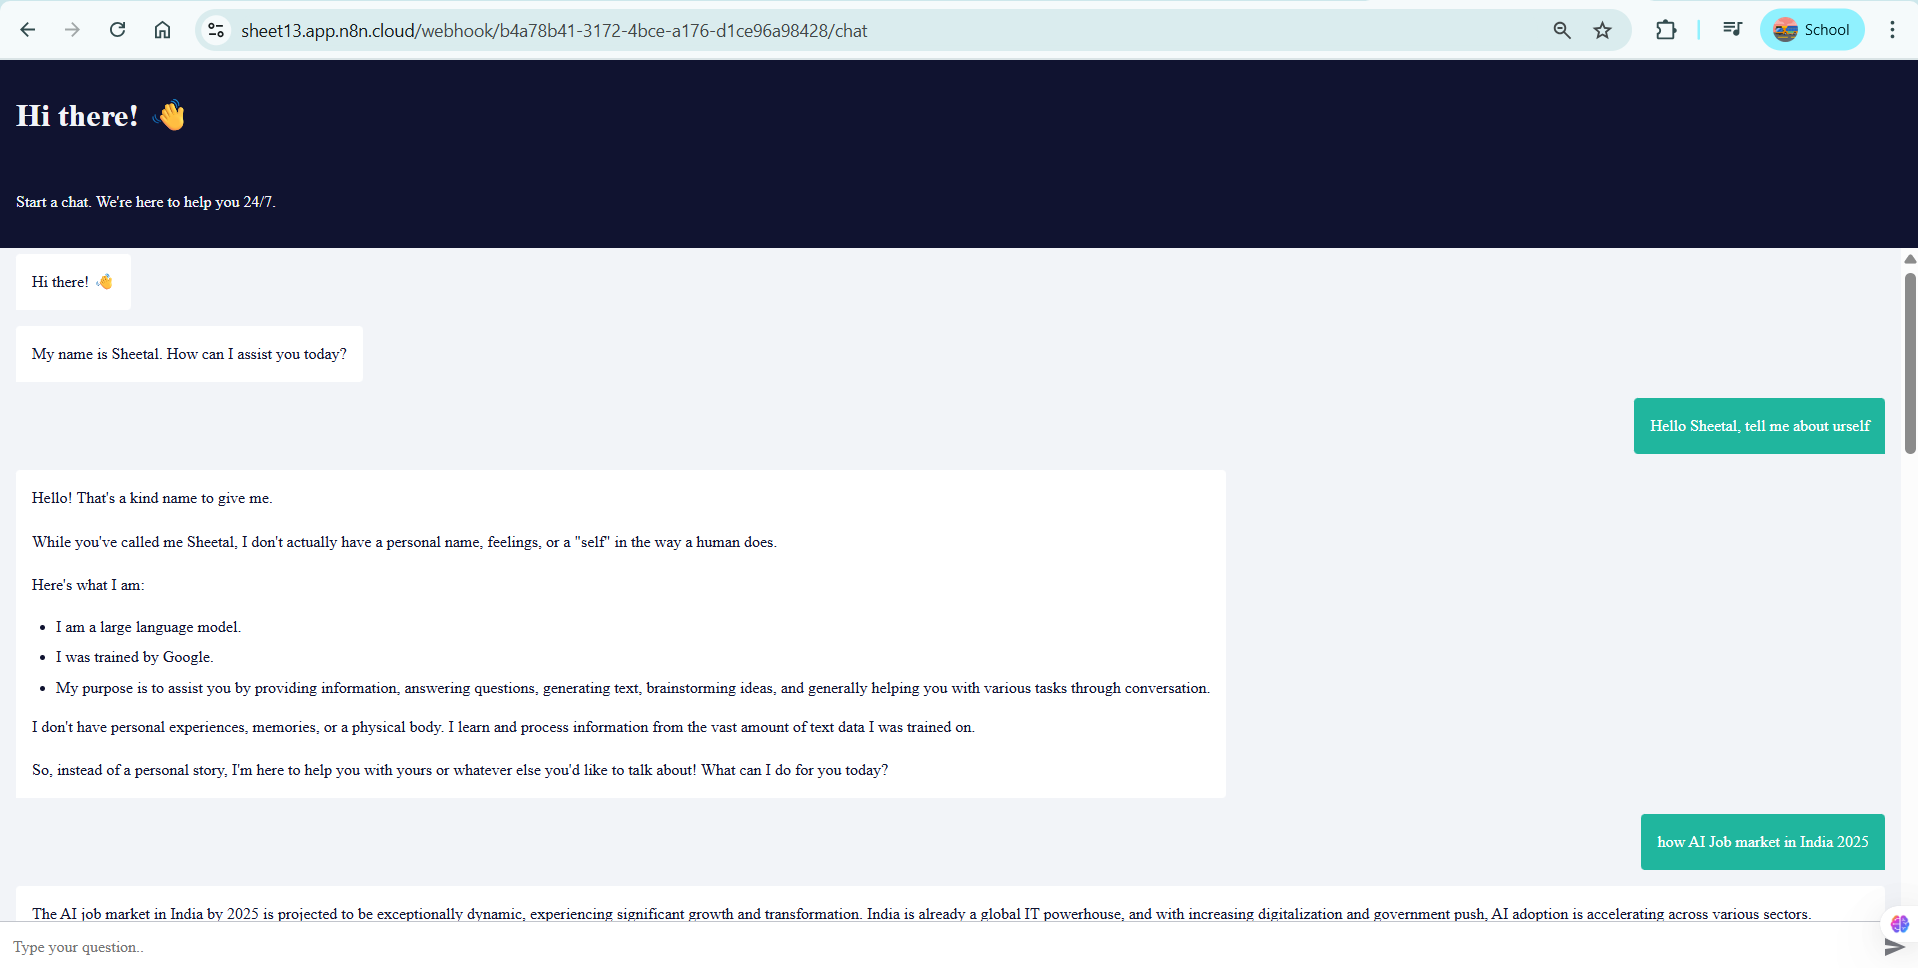 sheet13.app.n8n.cloud/webhook/b4a78b41-3172-4bce-a176-d1ce96a98428/chat
School
Hi there! 👋
Start a chat. We're here to help you 24/7.
Hi there! 👋
My name is Sheetal. How can I assist you today?
Hello Sheetal, tell me about urself
Hello! That's a kind name to give me.
While you've called me Sheetal, I don't actually have a personal name, feelings, or a "self" in the way a human does.
Here's what I am:
• I am a large language model.
• I was trained by Google.
• My purpose is to assist you by providing information, answering questions, generating text, brainstorming ideas, and generally helping you with various tasks through conversation.
I don't have personal experiences, memories, or a physical body. I learn and process information from the vast amount of text data I was trained on.
So, instead of a personal story, I'm here to help you with yours or whatever else you'd like to talk about! What can I do for you today?
how AI Job market in India 2025
The AI job market in India by 2025 is projected to be exceptionally dynamic, experiencing significant growth and transformation. India is already a global IT powerhouse, and with increasing digitalization and government push, AI adoption is accelerating across various sectors.
Type your question..